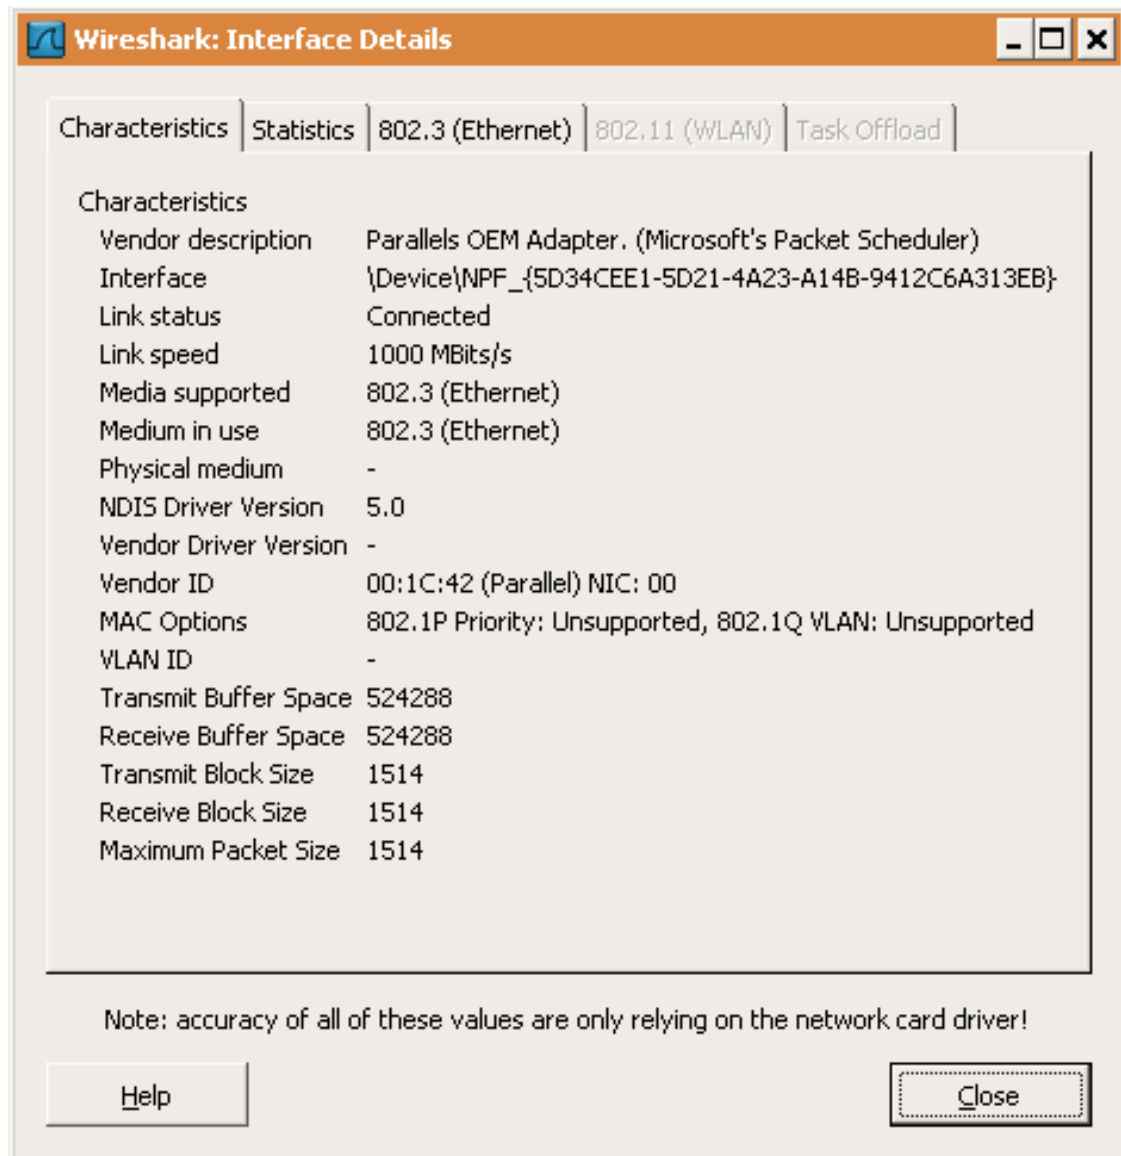 Wireshark: Interface Details
Characteristics Statistics 802.3 (Ethernet) 802.11 (WLAN) Task Offload
Characteristics
Vendor description Parallels OEM Adapter. (Microsoft's Packet Scheduler)
Interface \Device\NPF_{5D34CEE1-5D21-4A23-A14B-9412C6A313EB}
Link status Connected
Link speed 1000 MBits/s
Media supported 802.3 (Ethernet)
Medium in use 802.3 (Ethernet)
Physical medium -
NDIS Driver Version 5.0
Vendor Driver Version -
Vendor ID 00:1C:42 (Parallel) NIC: 00
MAC Options 802.1P Priority: Unsupported, 802.1Q VLAN: Unsupported
VLAN ID -
Transmit Buffer Space 524288
Receive Buffer Space 524288
Transmit Block Size 1514
Receive Block Size 1514
Maximum Packet Size 1514
Note: accuracy of all of these values are only relying on the network card driver!
Help Close